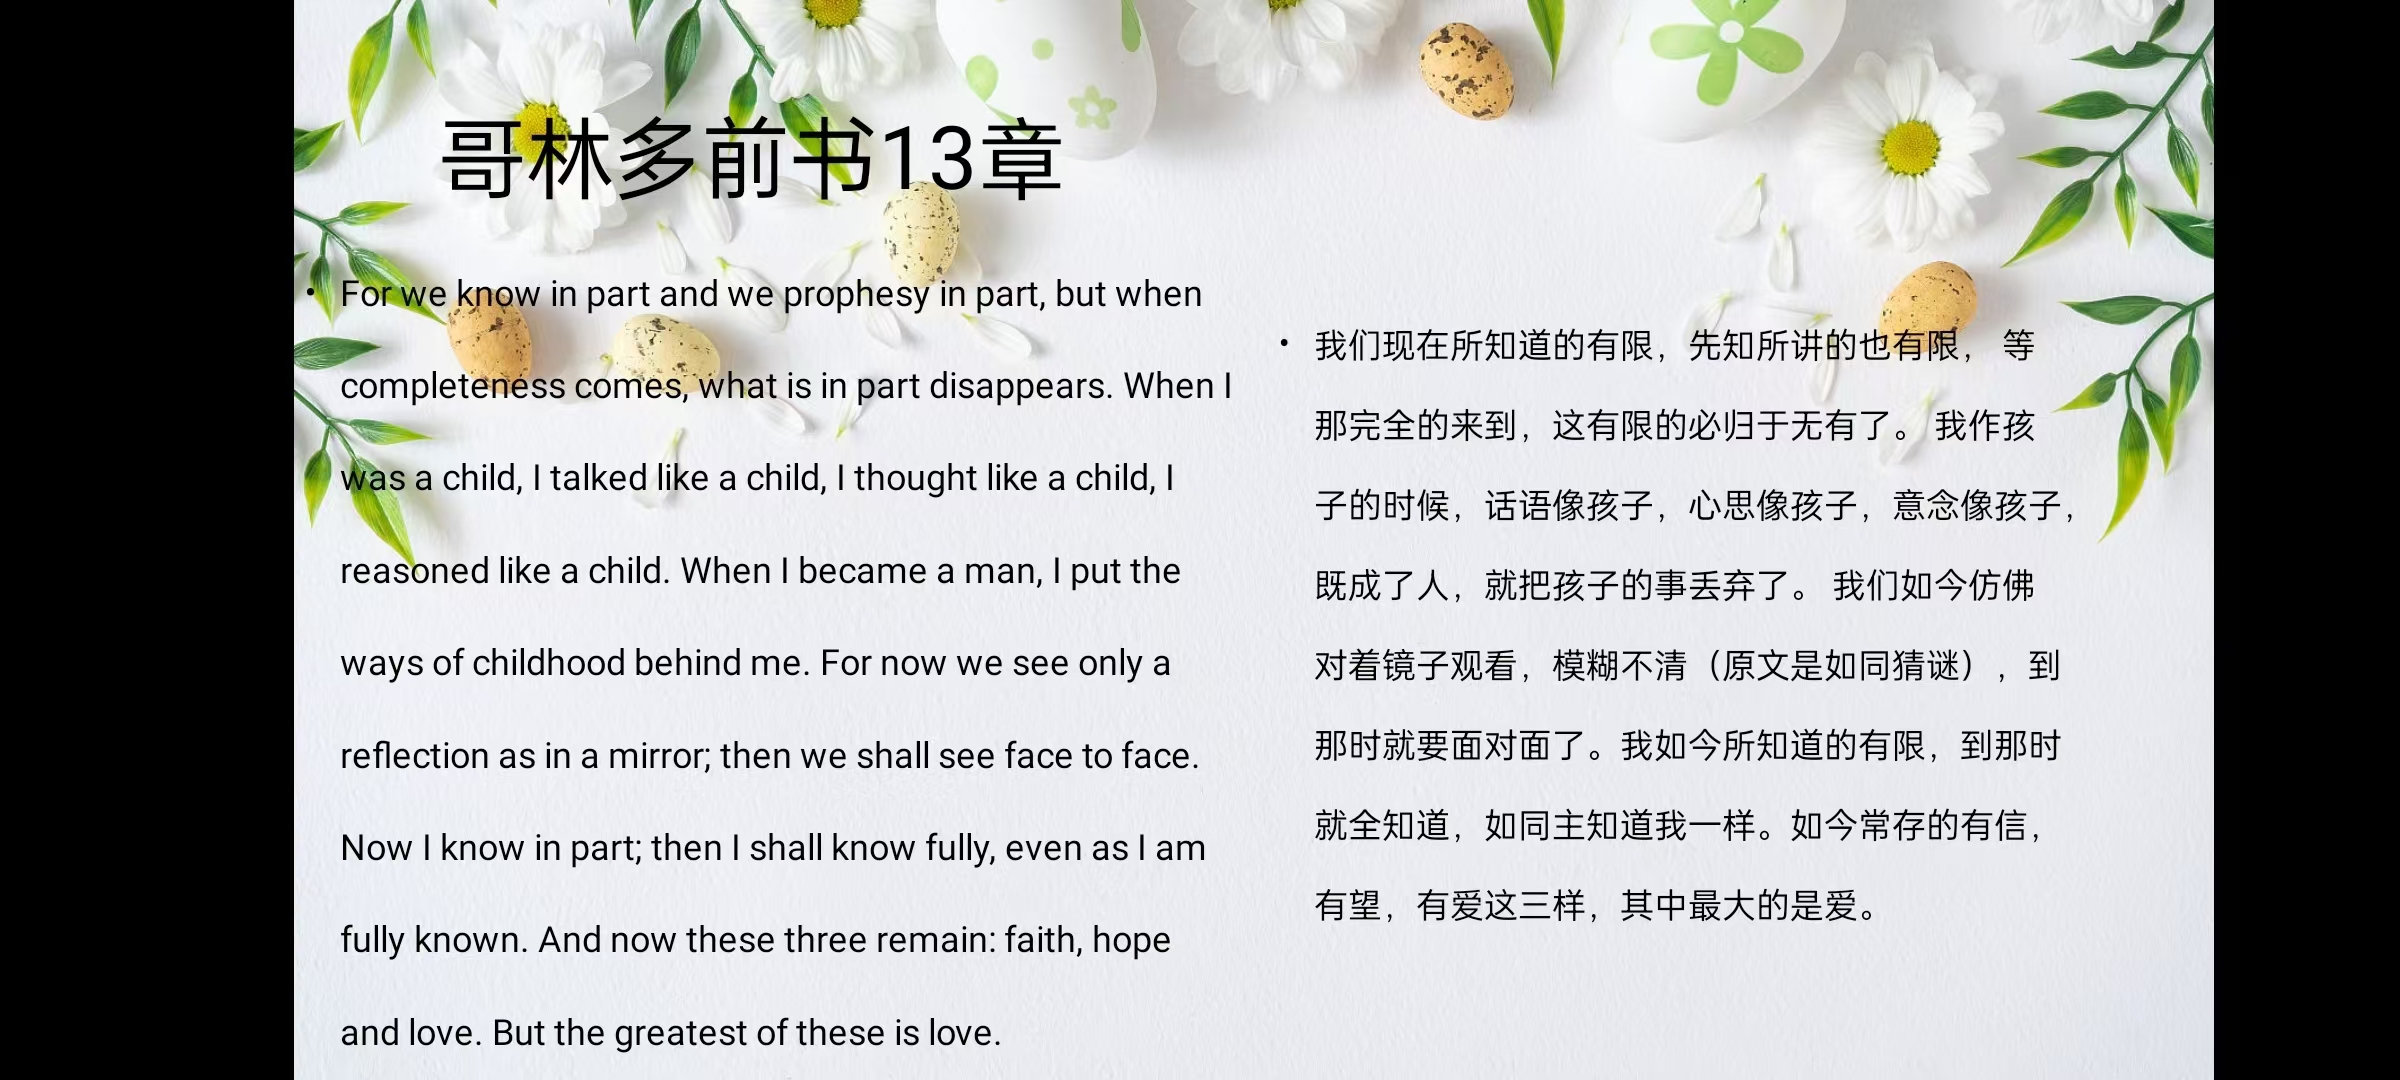 哥林多前书13章
• For we know in part and we prophesy in part, but when
completeness comes, what is in part disappears. When I
was a child, I talked like a child, I thought like a child, I
reasoned like a child. When I became a man, I put the
ways of childhood behind me. For now we see only a
reflection as in a mirror; then we shall see face to face.
Now I know in part; then I shall know fully, even as I am
fully known. And now these three remain: faith, hope
and love. But the greatest of these is love.
• 我们现在所知道的有限，先知所讲的也有限， 等
那完全的来到，这有限的必归于无有了。 我作孩
子的时候，话语像孩子，心思像孩子，意念像孩子，
既成了人，就把孩子的事丢弃了。 我们如今仿佛
对着镜子观看，模糊不清（原文是如同猜谜），到
那时就要面对面了。我如今所知道的有限，到那时
就全知道，如同主知道我一样。如今常存的有信，
有望，有爱这三样，其中最大的是爱。